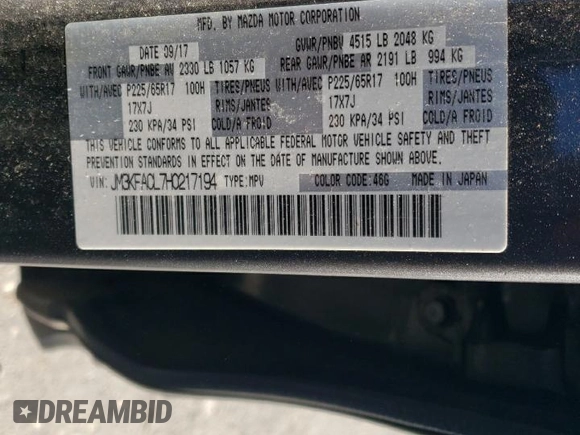 MFD. BY MAZDA MOTOR CORPORATION
DATE 09/17 GVWR/PNBV 4515 LB 2048 KG
FRONT GAWR/PNBE AV 2330 LB 1057 KG REAR GAWR/PNBE AR 2191 LB 994 KG
WITH/AVEC P225/65R17 100H TIRES/PNEUS WITH/AVEC P225/65R17 100H TIRES/PNEUS
17X7J RIMS/JANTES 17X7J RIMS/JANTES
230 KPA/34 PSI COLD/A FROID 230 KPA/34 PSI COLD/A FROID
THIS VEHICLE CONFORMS TO ALL APPLICABLE FEDERAL MOTOR VEHICLE SAFETY AND THEFT
PREVENTION STANDARDS IN EFFECT ON THE DATE OF MANUFACTURE SHOWN ABOVE.
VIN: JM3KFACL7H0217194 TYPE:MPV COLOR CODE:46G MADE IN JAPAN
DREAMBID